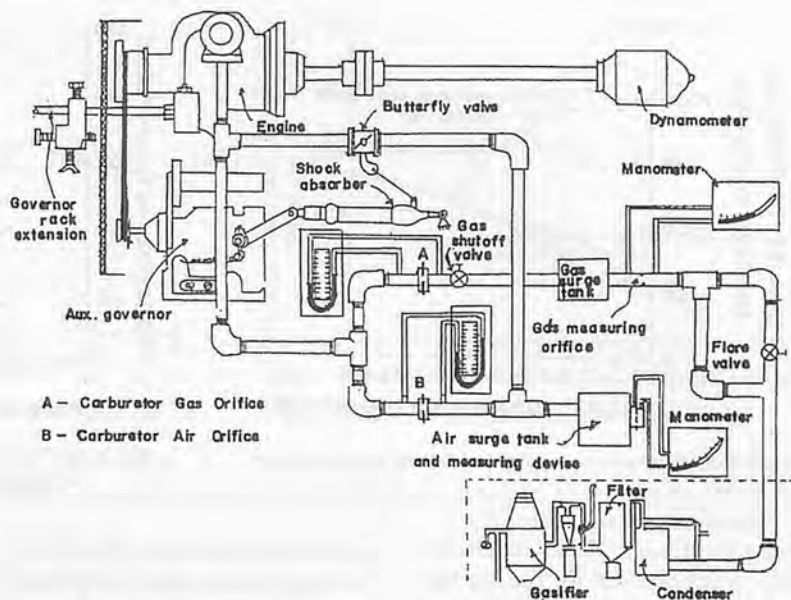 Butterfly valve
Engine
Dynamometer
Manometer
Shock
absorber
Governor
rack
extension
Gas
shutoff
valve
A
Gas
surge
tank
Aux. governor
Gas measuring
orifice
Flare
valve
A - Carburetor Gas Orifice
B
B - Carburetor Air Orifice
Manometer
Air surge tank
and measuring devise
Filter
Gasifier
Condenser